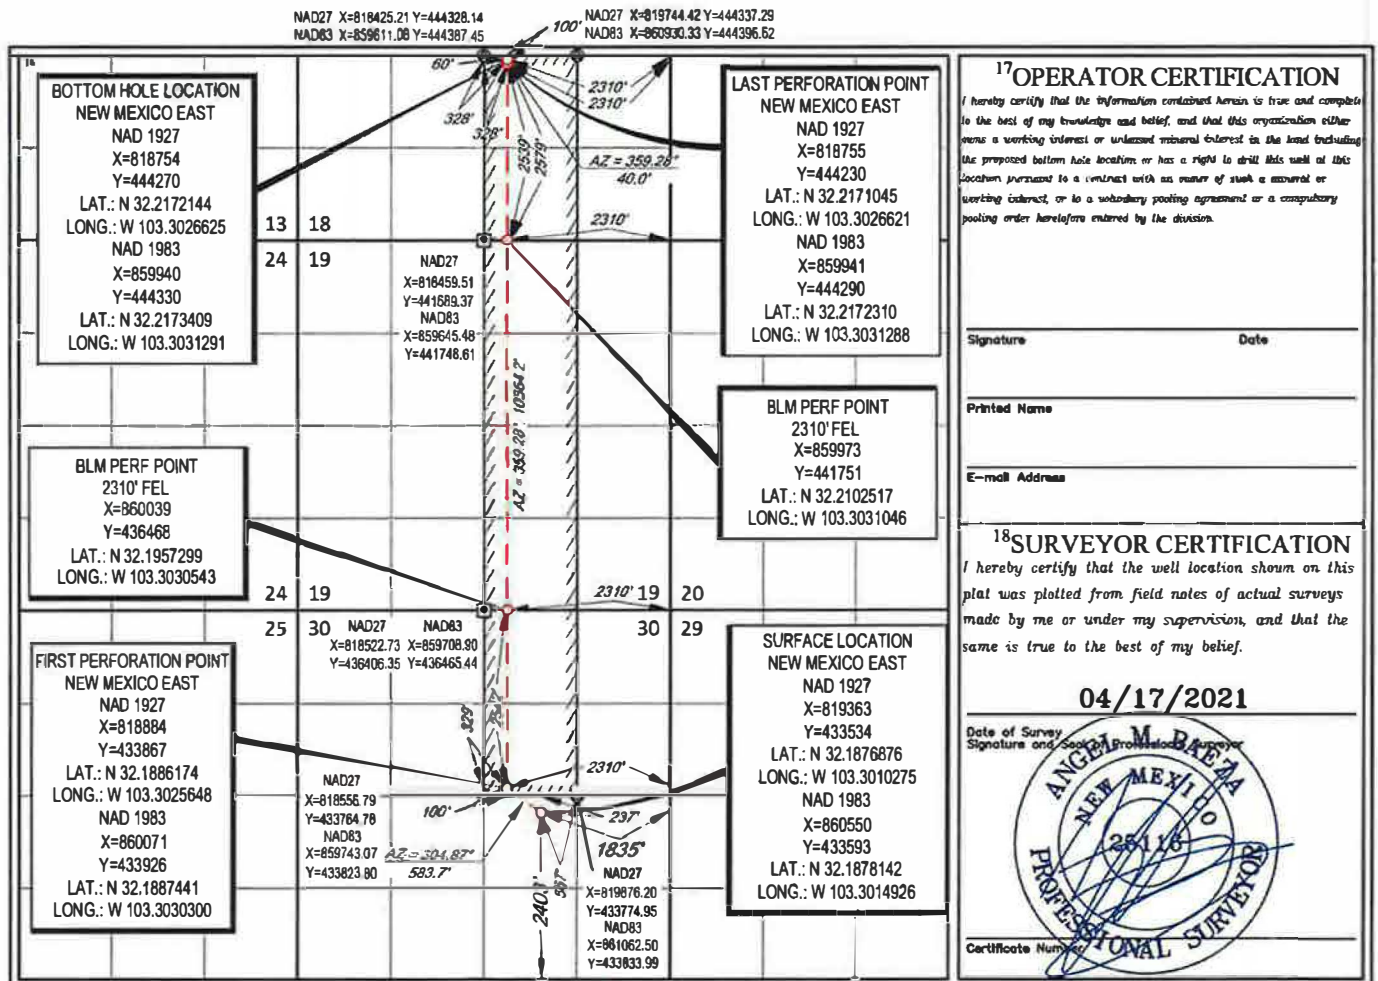 NAD27 X=818425.21 Y=444328.14
NAD83 X=859611.08 Y=444387.45
NAD27 X=819744.42 Y=444337.29
NAD83 X=860930.33 Y=444396.62
100'
60'
328'
328'
2310'
2310'
2539'
2579'
AZ = 359.28°
40.0'
BOTTOM HOLE LOCATION
NEW MEXICO EAST
NAD 1927
X=818754
Y=444270
LAT.: N 32.2172144
LONG.: W 103.3026625
NAD 1983
X=859940
Y=444330
LAT.: N 32.2173409
LONG.: W 103.3031291
LAST PERFORATION POINT
NEW MEXICO EAST
NAD 1927
X=818755
Y=444230
LAT.: N 32.2171045
LONG.: W 103.3026621
NAD 1983
X=859941
Y=444290
LAT.: N 32.2172310
LONG.: W 103.3031288
13 18
24 19
2310'
NAD27
X=818459.51
Y=441689.37
NAD83
X=859645.48
Y=441748.61
AZ = 359.28° 10364.2'
BLM PERF POINT
2310' FEL
X=859973
Y=441751
LAT.: N 32.2102517
LONG.: W 103.3031046
BLM PERF POINT
2310' FEL
X=860039
Y=436468
LAT.: N 32.1957299
LONG.: W 103.3030543
24 19
25 30
2310' 19 20
30 29
NAD27 NAD83
X=818522.73 X=859708.90
Y=436406.35 Y=436465.44
FIRST PERFORATION POINT
NEW MEXICO EAST
NAD 1927
X=818884
Y=433867
LAT.: N 32.1886174
LONG.: W 103.3025648
NAD 1983
X=860071
Y=433926
LAT.: N 32.1887441
LONG.: W 103.3030300
SURFACE LOCATION
NEW MEXICO EAST
NAD 1927
X=819363
Y=433534
LAT.: N 32.1876876
LONG.: W 103.3010275
NAD 1983
X=860550
Y=433593
LAT.: N 32.1878142
LONG.: W 103.3014926
329'
2310'
100'
237'
1835'
NAD27
X=818556.79
Y=433764.78
NAD83
X=859743.07
Y=433823.80
AZ = 304.87°
583.7'
567'
NAD27
X=819876.20
Y=433774.95
NAD83
X=861062.50
Y=433833.99
17 OPERATOR CERTIFICATION
I hereby certify that the information contained herein is true and complete
to the best of my knowledge and belief, and that this organization either
owns a working interest or unleased mineral interest in the land including
the proposed bottom hole location or has a right to drill this well at this
location pursuant to a contract with an owner of such a mineral or
working interest, or to a voluntary pooling agreement or a compulsory
pooling order heretofore entered by the division.
Signature Date
Printed Name
E-mail Address
18 SURVEYOR CERTIFICATION
I hereby certify that the well location shown on this
plat was plotted from field notes of actual surveys
made by me or under my supervision, and that the
same is true to the best of my belief.
04/17/2021
Date of Survey
Signature and Seal of Professional Surveyor
ANGEL M. BAEZA
NEW MEXICO
25116
PROFESSIONAL SURVEYOR
Certificate Number